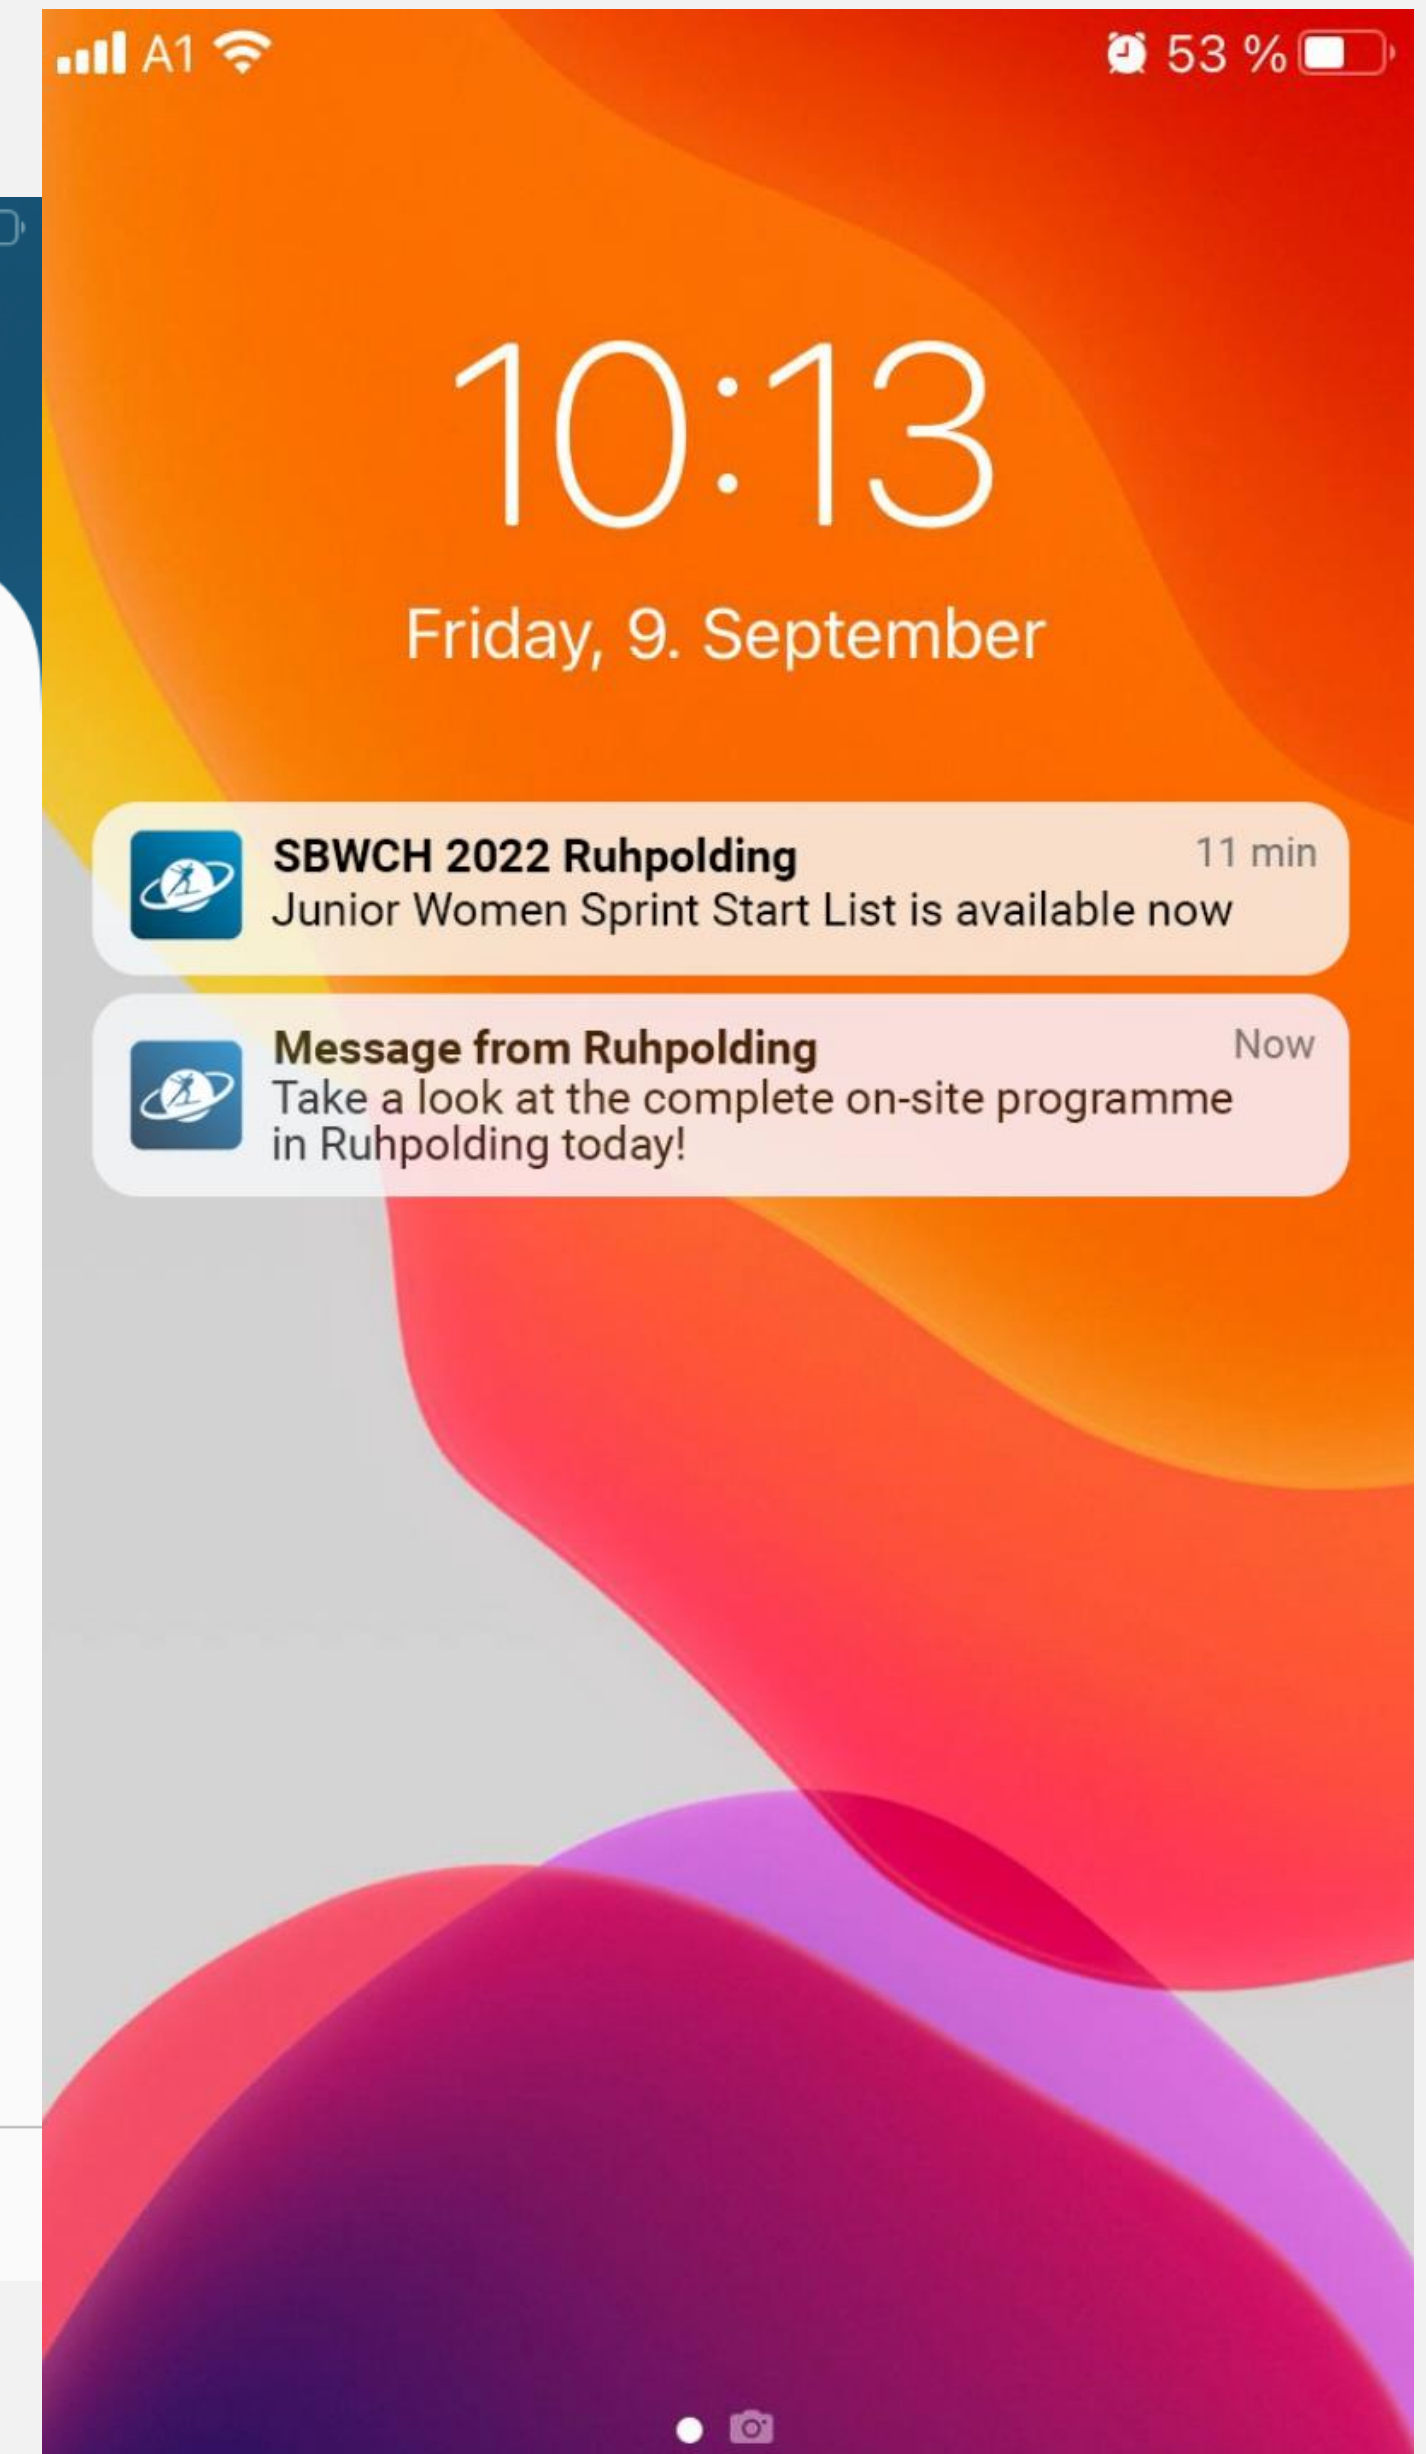 A1 53 %
10:13
Friday, 9. September
SBWCH 2022 Ruhpolding 11 min
Junior Women Sprint Start List is available now
Message from Ruhpolding Now
Take a look at the complete on-site programme
in Ruhpolding today!